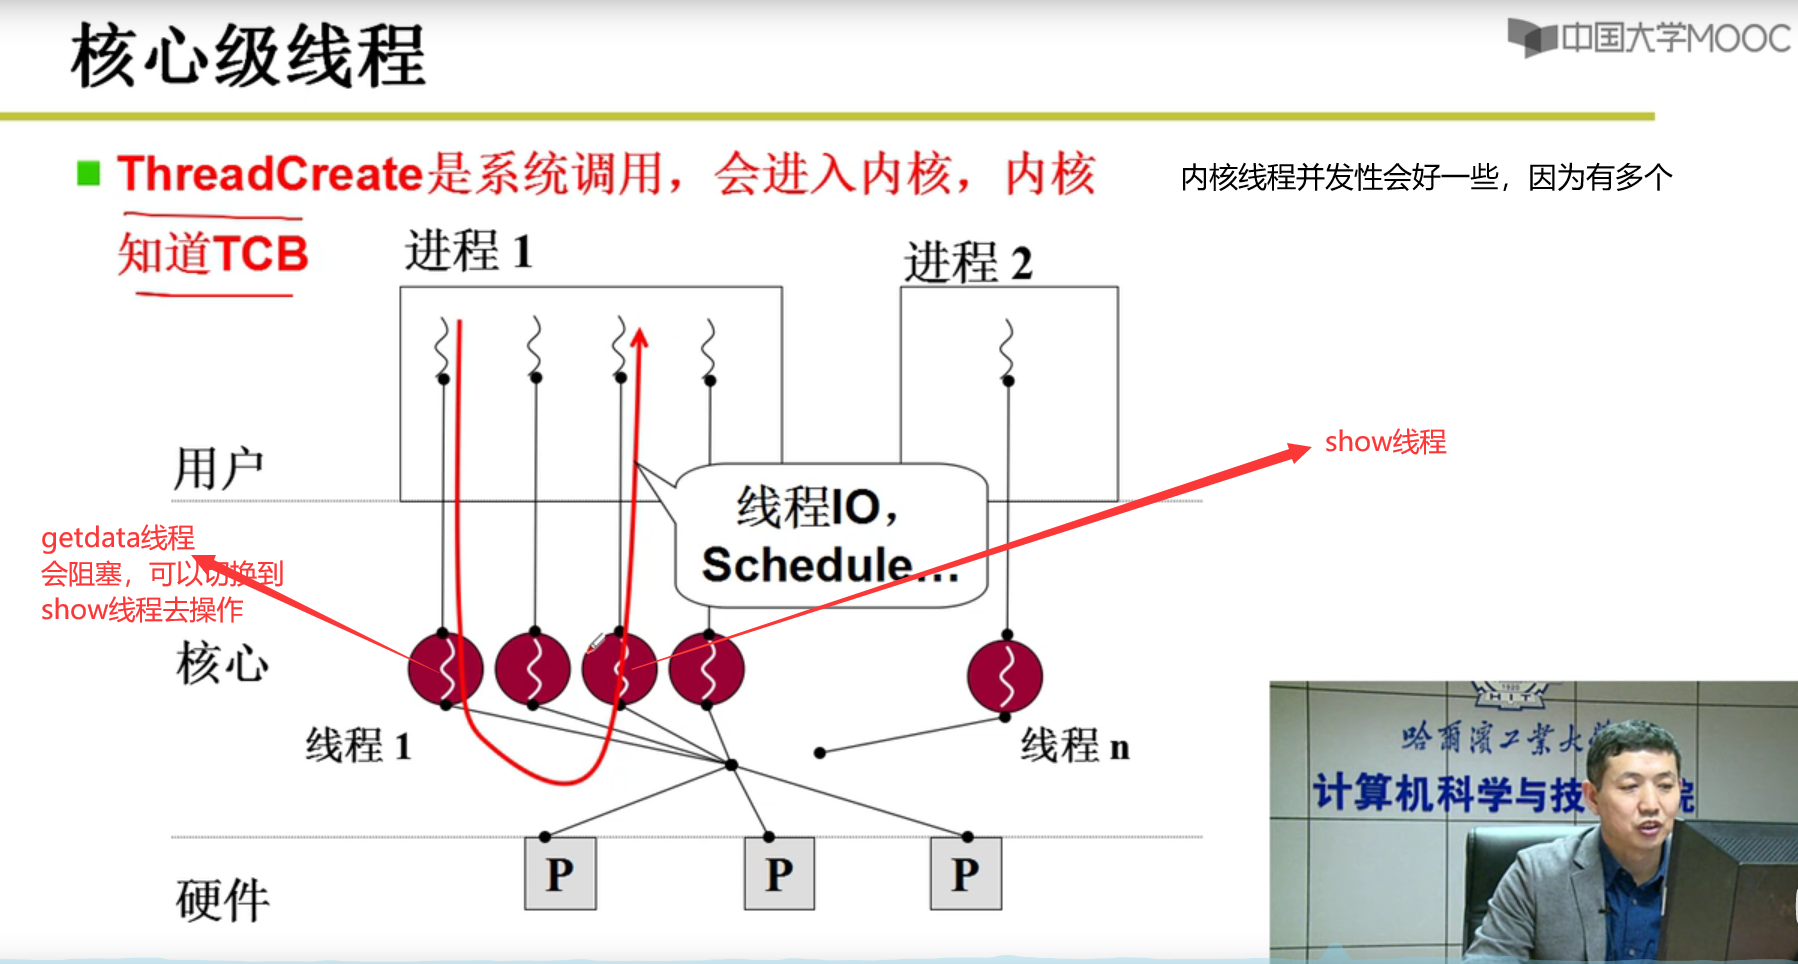 核心级线程
中国大学MOOC
ThreadCreate是系统调用，会进入内核，内核
知道TCB
内核线程并发性会好一些，因为有多个
进程 1
进程 2
用户
show线程
线程IO，
Schedule…
getdata线程
会阻塞，可以切换到
show线程去操作
核心
线程 1
线程 n
P
P
P
硬件
1920
HIT
哈尔滨工业大学
计算机科学与技
院